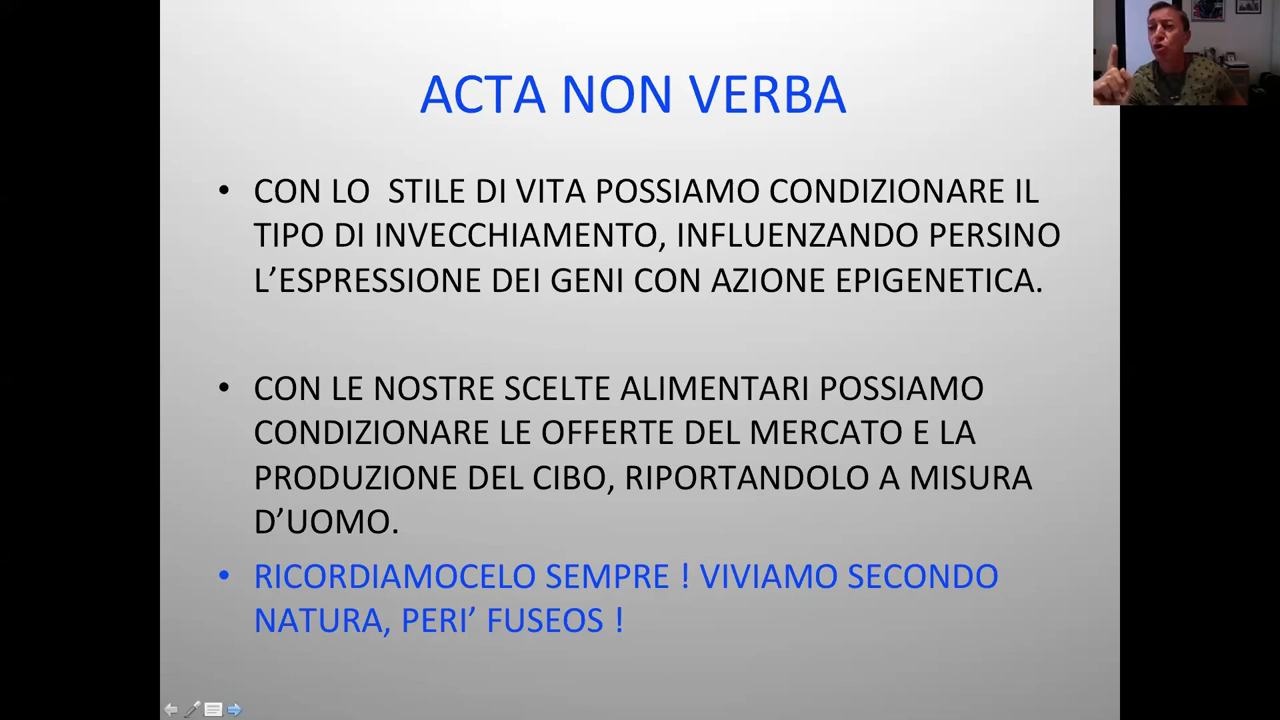 ACTA NON VERBA
• CON LO STILE DI VITA POSSIAMO CONDIZIONARE IL
TIPO DI INVECCHIAMENTO, INFLUENZANDO PERSINO
L’ESPRESSIONE DEI GENI CON AZIONE EPIGENETICA.
• CON LE NOSTRE SCELTE ALIMENTARI POSSIAMO
CONDIZIONARE LE OFFERTE DEL MERCATO E LA
PRODUZIONE DEL CIBO, RIPORTANDOLO A MISURA
D’UOMO.
• RICORDIAMOCELO SEMPRE ! VIVIAMO SECONDO
NATURA, PERI’ FUSEOS !